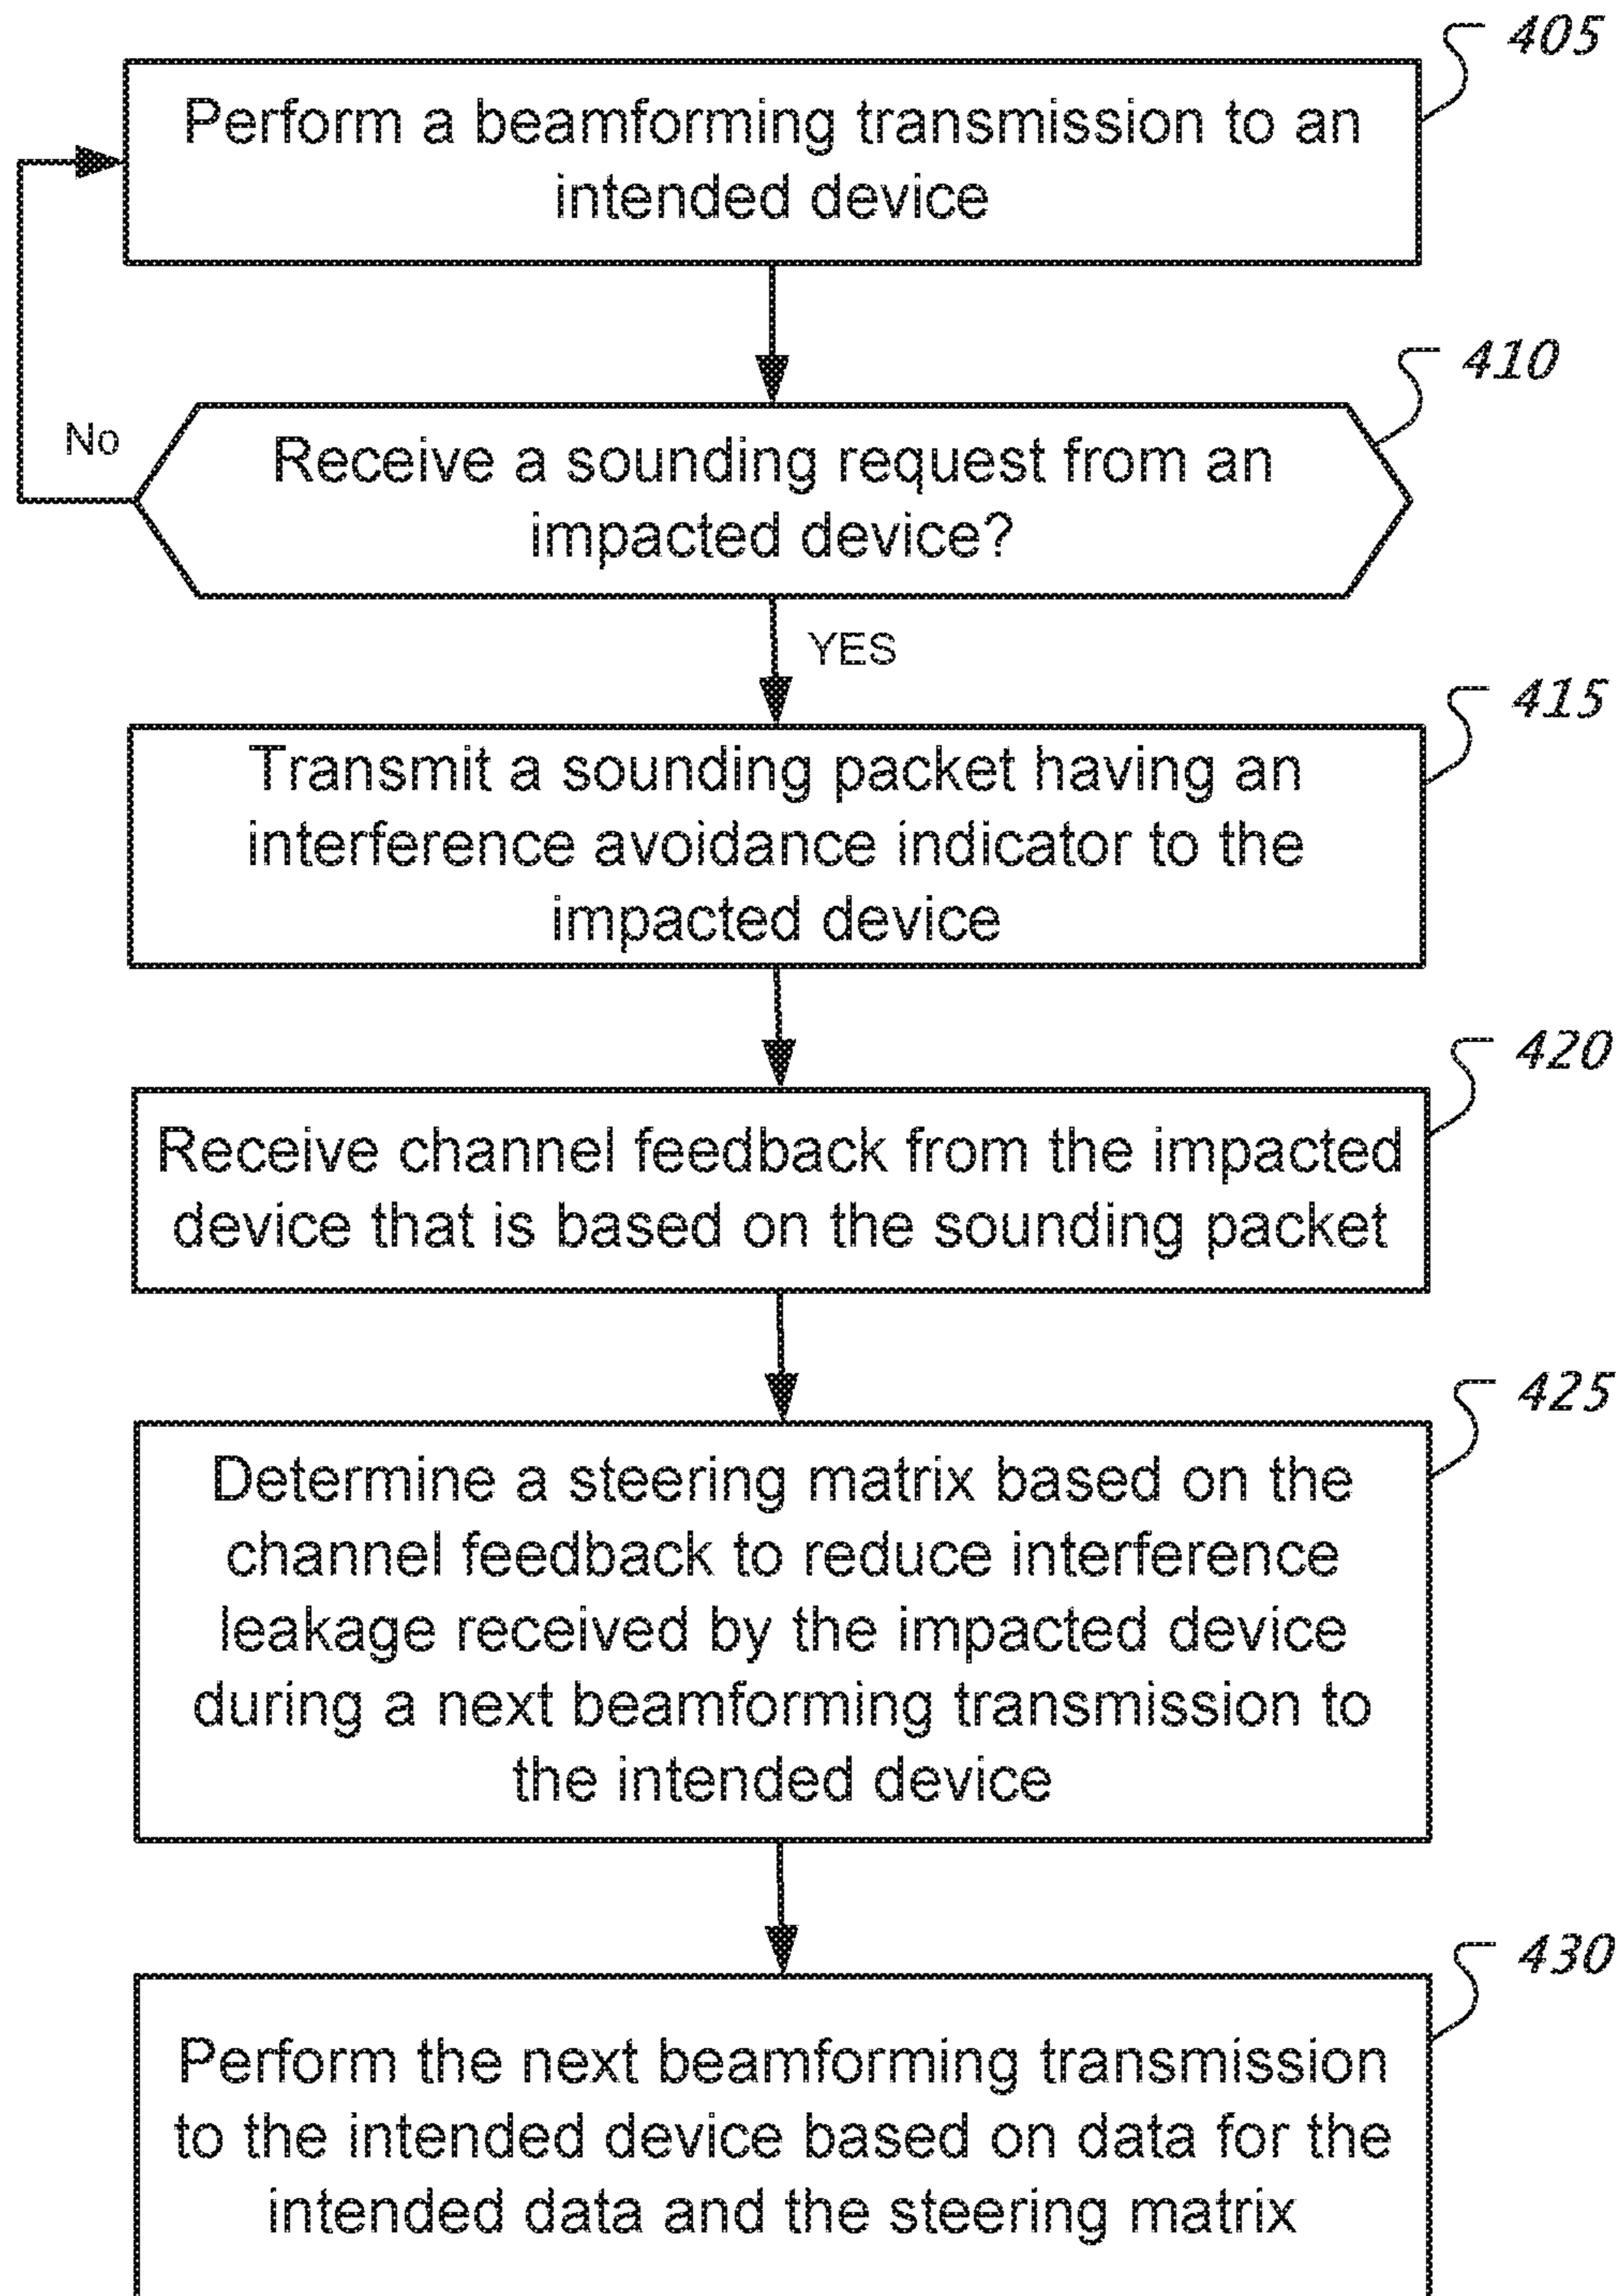 405
Perform a beamforming transmission to an
intended device
410
No
Receive a sounding request from an
impacted device?
YES
415
Transmit a sounding packet having an
interference avoidance indicator to the
impacted device
420
Receive channel feedback from the impacted
device that is based on the sounding packet
425
Determine a steering matrix based on the
channel feedback to reduce interference
leakage received by the impacted device
during a next beamforming transmission to
the intended device
430
Perform the next beamforming transmission
to the intended device based on data for the
intended data and the steering matrix